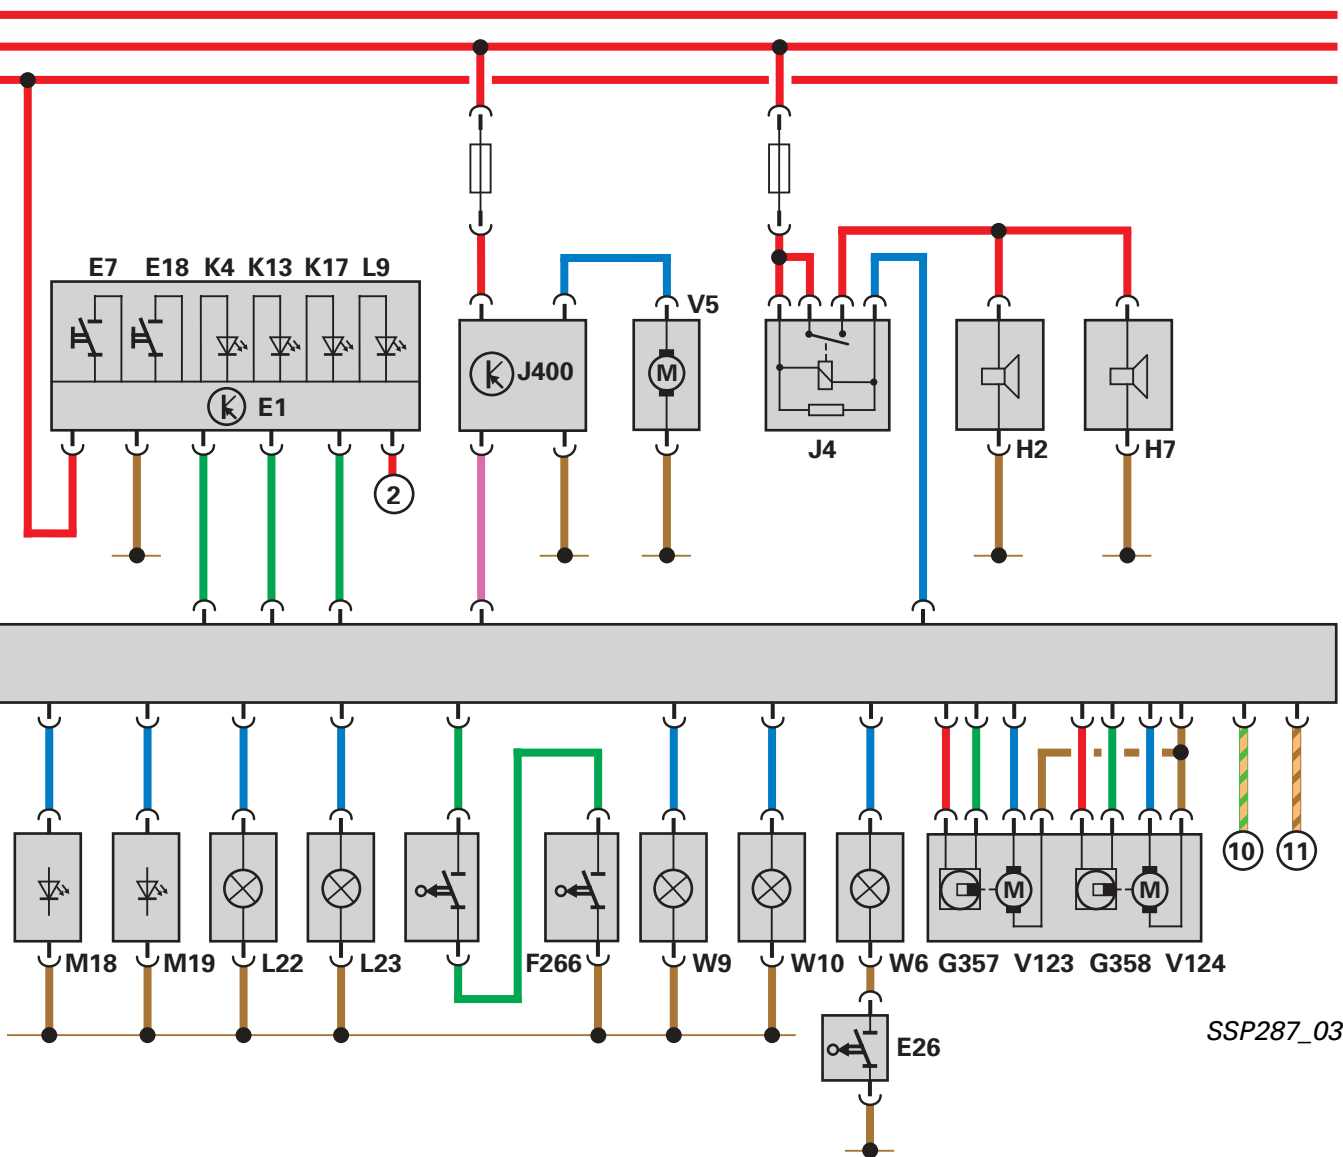 E7 E18 K4 K13 K17 L9
V5
J400
M
E1
J4
H2
H7
2
10
11
M
M
M18
M19
L22
L23
F266
W9
W10
W6
G357 V123 G358 V124
SSP287_03
E26